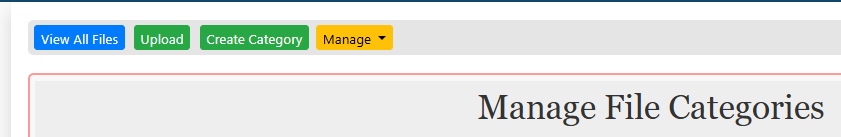 View All Files Upload Create Category Manage
Manage File Categories